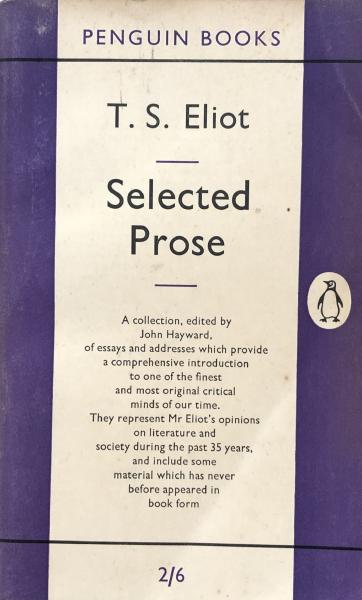 PENGUIN BOOKS
T. S. Eliot
Selected
Prose
A collection, edited by
John Hayward,
of essays and addresses which provide
a comprehensive introduction
to one of the finest
and most original critical
minds of our time.
They represent Mr Eliot's opinions
on literature and
society during the past 35 years,
and include some
material which has never
before appeared in
book form
2/6